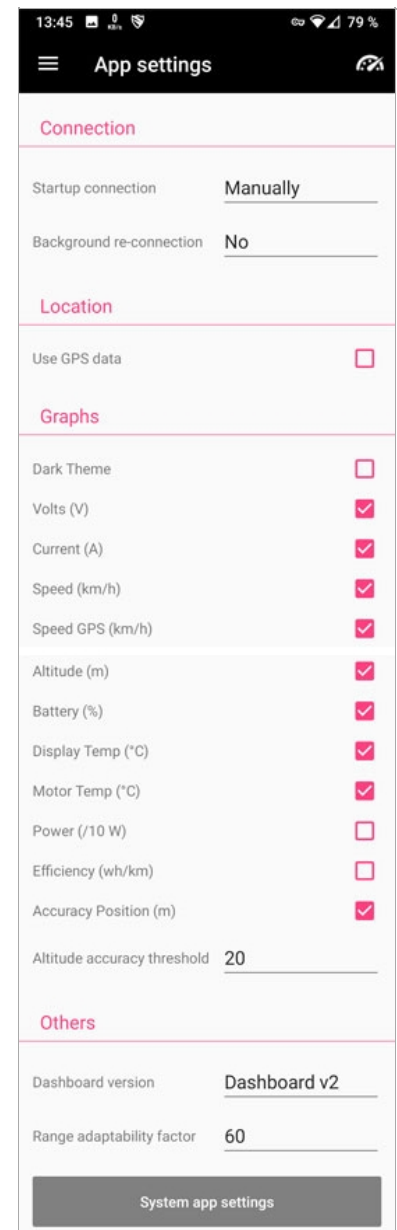 13:45 0 KB/s 79 %
App settings
Connection
Startup connection Manually
Background re-connection No
Location
Use GPS data
Graphs
Dark Theme
Volts (V)
Current (A)
Speed (km/h)
Speed GPS (km/h)
Altitude (m)
Battery (%)
Display Temp (°C)
Motor Temp (°C)
Power (/10 W)
Efficiency (wh/km)
Accuracy Position (m)
Altitude accuracy threshold 20
Others
Dashboard version Dashboard v2
Range adaptability factor 60
System app settings